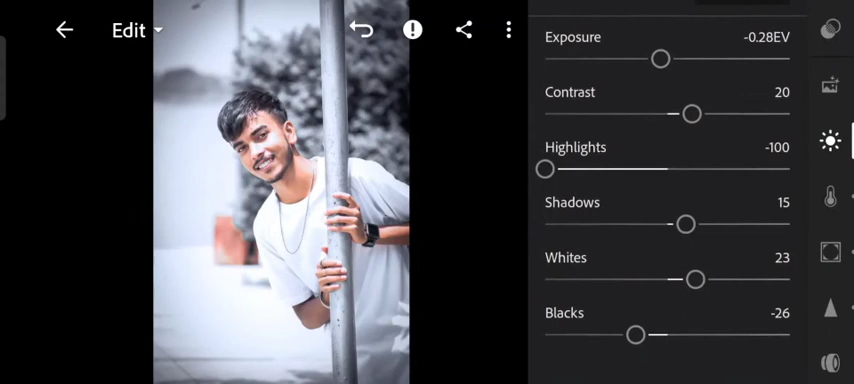 Edit
Exposure -0.28EV
Contrast 20
Highlights -100
Shadows 15
Whites 23
Blacks -26